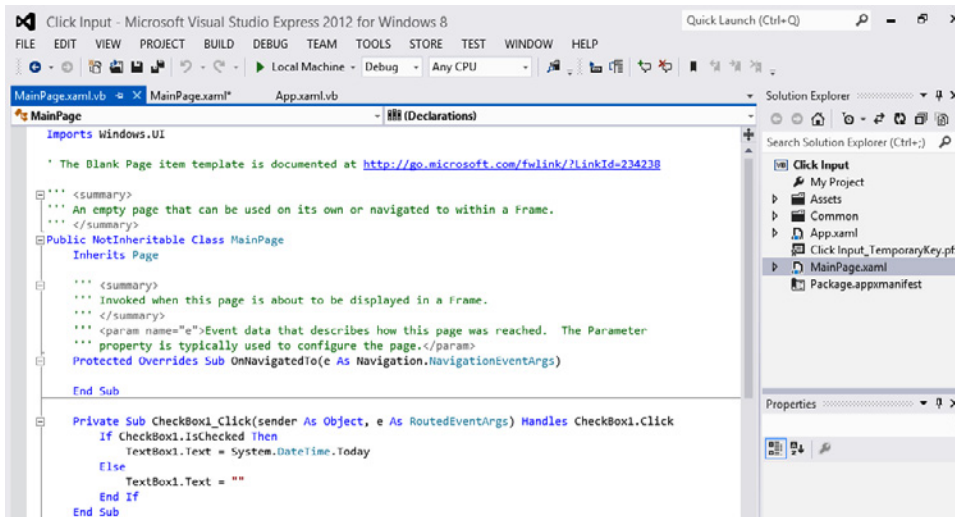 Click Input - Microsoft Visual Studio Express 2012 for Windows 8
Quick Launch (Ctrl+Q)
FILE EDIT VIEW PROJECT BUILD DEBUG TEAM TOOLS STORE TEST WINDOW HELP
Local Machine Debug Any CPU
MainPage.xaml.vb MainPage.xaml* App.xaml.vb
MainPage (Declarations)
Imports Windows.UI
' The Blank Page item template is documented at http://go.microsoft.com/fwlink/?LinkId=234238
''' <summary>
''' An empty page that can be used on its own or navigated to within a Frame.
''' </summary>
Public NotInheritable Class MainPage
Inherits Page
''' <summary>
''' Invoked when this page is about to be displayed in a Frame.
''' </summary>
''' <param name="e">Event data that describes how this page was reached. The Parameter
''' property is typically used to configure the page.</param>
Protected Overrides Sub OnNavigatedTo(e As Navigation.NavigationEventArgs)
End Sub
Private Sub CheckBox1_Click(sender As Object, e As RoutedEventArgs) Handles CheckBox1.Click
If CheckBox1.IsChecked Then
TextBox1.Text = System.DateTime.Today
Else
TextBox1.Text = ""
End If
End Sub
Solution Explorer
Search Solution Explorer (Ctrl+;)
Click Input
My Project
Assets
Common
App.xaml
Click Input_TemporaryKey.pf
MainPage.xaml
Package.appxmanifest
Properties